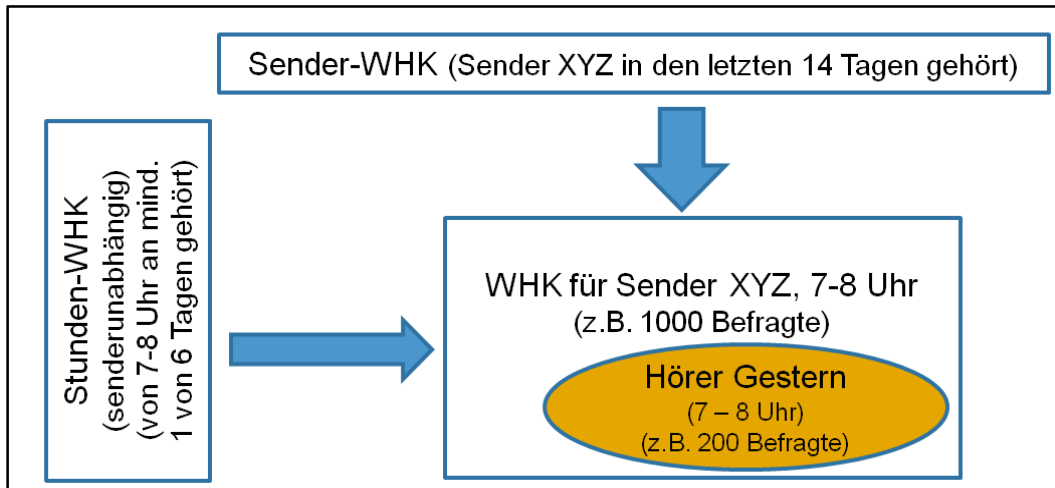 Sender-WHK (Sender XYZ in den letzten 14 Tagen gehört)
Stunden-WHK
(senderunabhängig)
(von 7-8 Uhr an mind.
1 von 6 Tagen gehört)
WHK für Sender XYZ, 7-8 Uhr
(z.B. 1000 Befragte)
Hörer Gestern
(7 – 8 Uhr)
(z.B. 200 Befragte)